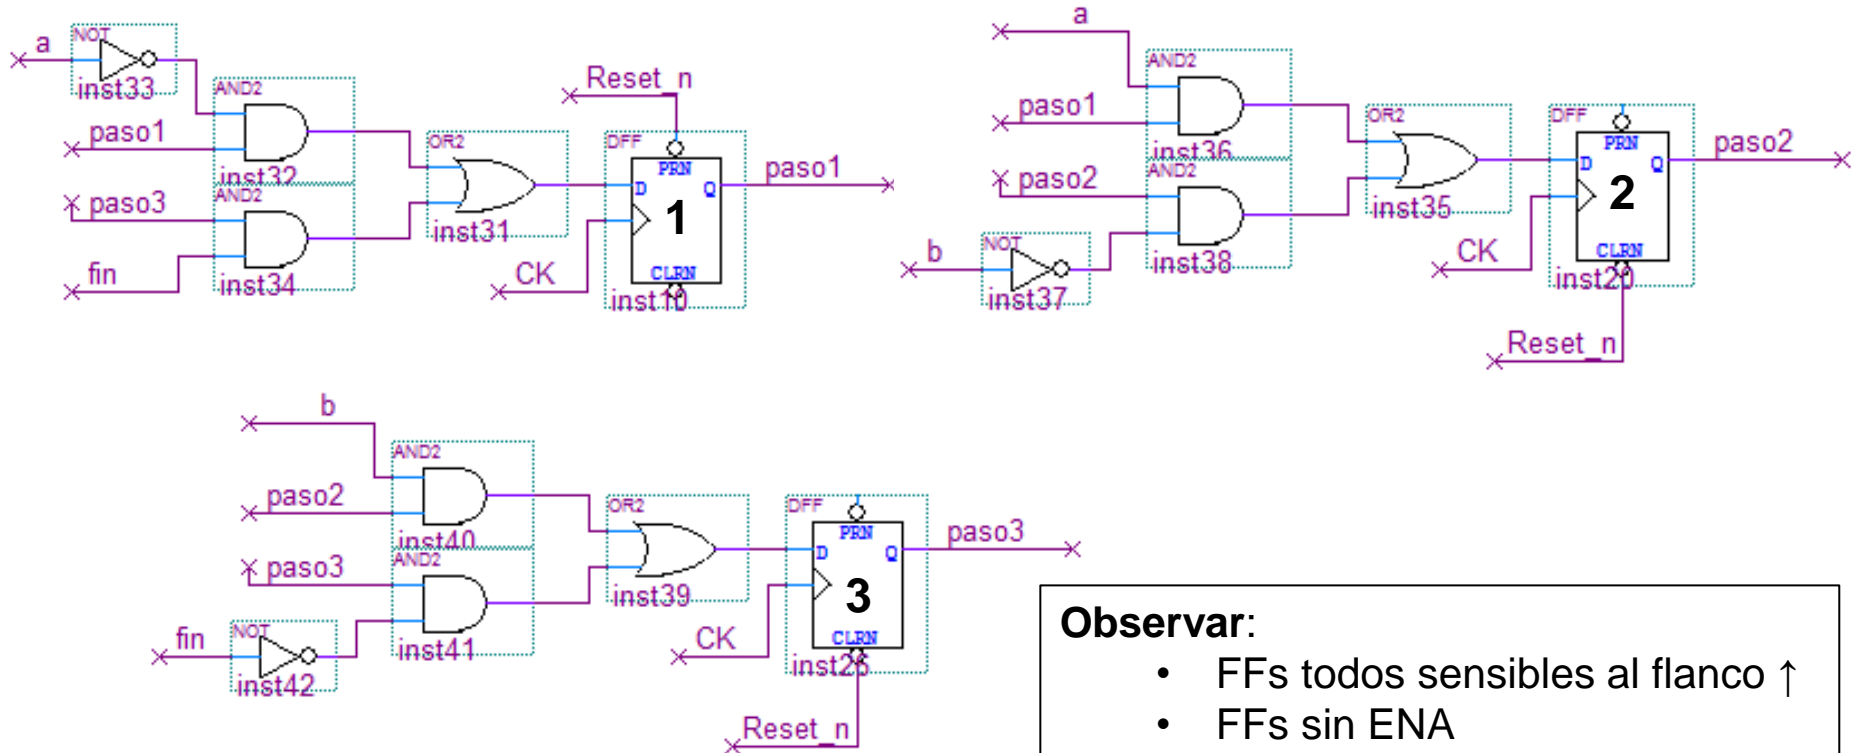 a
NOT
inst33
AND2
paso1
inst32
AND2
paso3
fin
inst34
OR2
inst31
Reset_n
DFF
PRN
D
Q
1
CLRN
inst10
CK
paso1
a
AND2
paso1
inst36
AND2
paso2
b
NOT
inst37
inst38
OR2
inst35
DFF
PRN
D
Q
2
CLRN
inst20
CK
paso2
Reset_n
b
AND2
paso2
inst40
AND2
paso3
fin
NOT
inst42
inst41
OR2
inst39
DFF
PRN
D
Q
3
CLRN
inst26
CK
paso3
Reset_n
Observar:
• FFs todos sensibles al flanco ↑
• FFs sin ENA